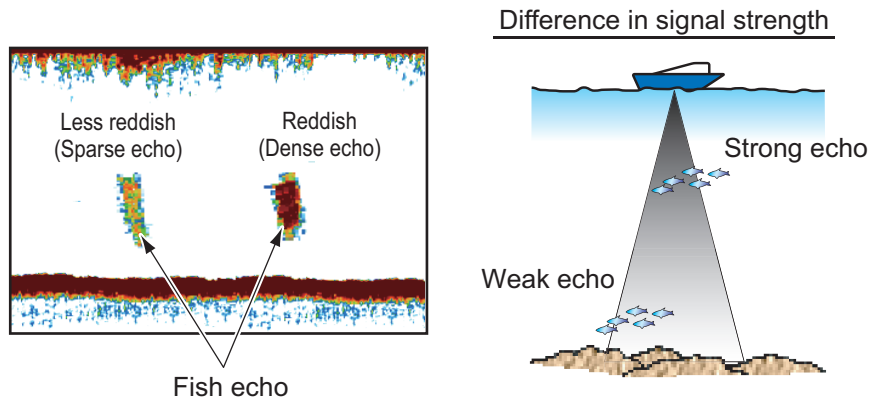 Difference in signal strength
Less reddish
(Sparse echo)
Reddish
(Dense echo)
Strong echo
Weak echo
Fish echo